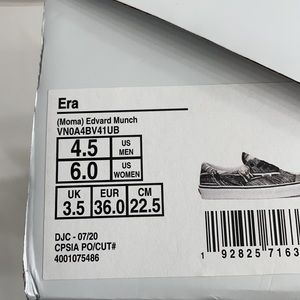 Era
(Moma) Edvard Munch
VN0A4BV41UB
4.5 US MEN
6.0 US WOMEN
UK EUR CM
3.5 36.0 22.5
DJC - 07/20
CPSIA PO/CUT#
4001075486
1 92825 7163